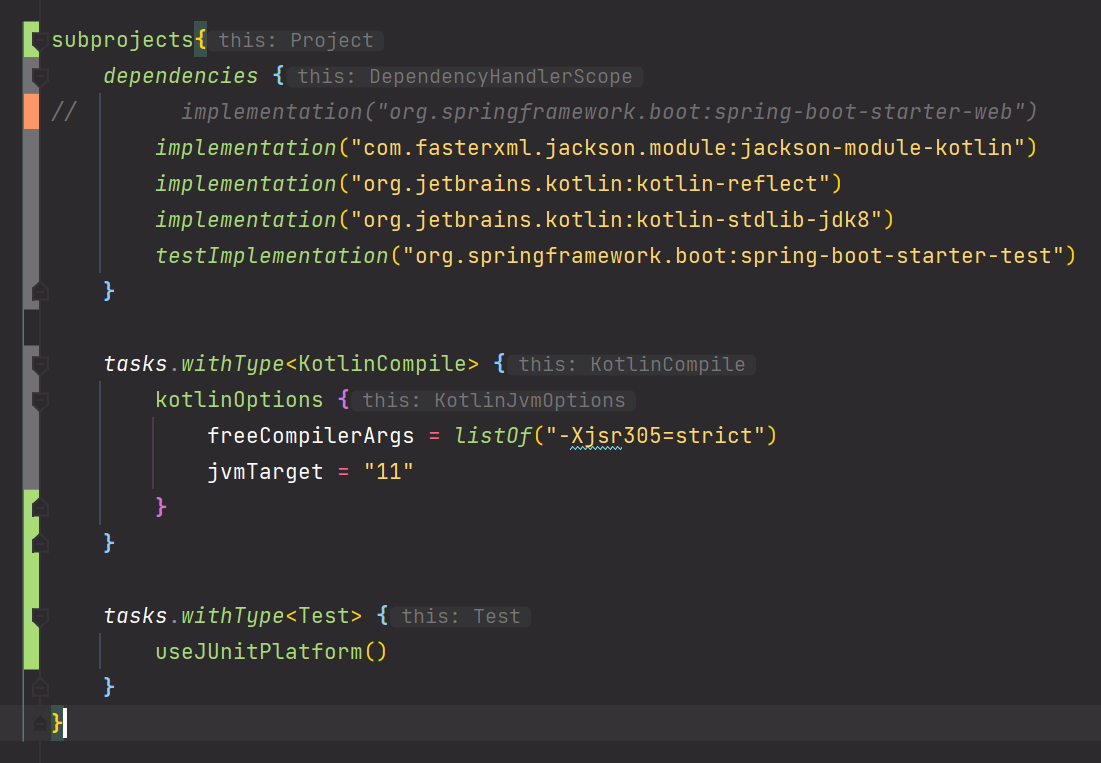 subprojects{ this: Project
dependencies { this: DependencyHandlerScope
// implementation("org.springframework.boot:spring-boot-starter-web")
implementation("com.fasterxml.jackson.module:jackson-module-kotlin")
implementation("org.jetbrains.kotlin:kotlin-reflect")
implementation("org.jetbrains.kotlin:kotlin-stdlib-jdk8")
testImplementation("org.springframework.boot:spring-boot-starter-test")
}
tasks.withType<KotlinCompile> { this: KotlinCompile
kotlinOptions { this: KotlinJvmOptions
freeCompilerArgs = listOf("-Xjsr305=strict")
jvmTarget = "11"
}
}
tasks.withType<Test> { this: Test
useJUnitPlatform()
}
}